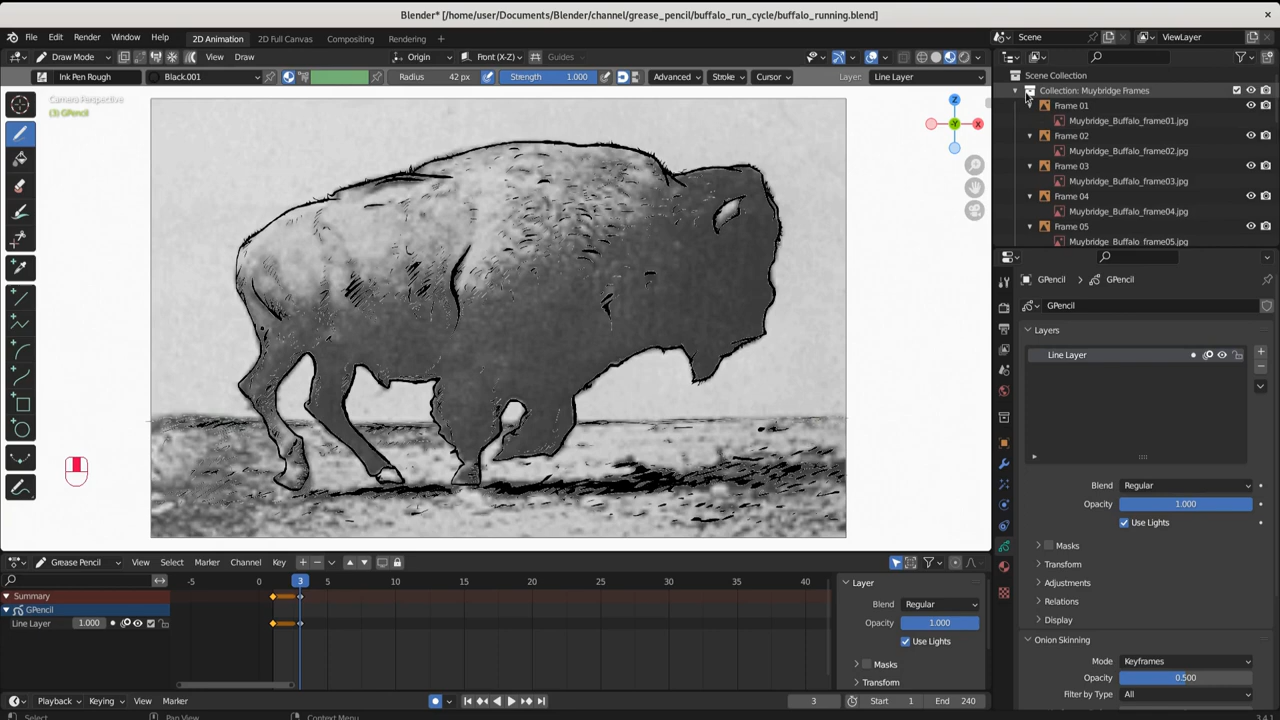 Blender* [/home/user/Documents/Blender/channel/grease_pencil/buffalo_run_cycle/buffalo_running.blend]
File Edit Render Window Help 2D Animation 2D Full Canvas Compositing Rendering + Scene ViewLayer
Draw Mode View Draw Origin Front (X-Z) Guides
Ink Pen Rough Black.001 Radius 42 px Strength 1.000 Advanced Stroke Cursor Layer: Line Layer
Camera Perspective
(3) GPencil
Z
X
Y
Scene Collection
Collection: Muybridge Frames
Frame 01
Muybridge_Buffalo_frame01.jpg
Frame 02
Muybridge_Buffalo_frame02.jpg
Frame 03
Muybridge_Buffalo_frame03.jpg
Frame 04
Muybridge_Buffalo_frame04.jpg
Frame 05
Muybridge_Buffalo_frame05.jpg
GPencil > GPencil
GPencil
Layers
Line Layer
Blend Regular
Opacity 1.000
Use Lights
Masks
Transform
Adjustments
Relations
Display
Onion Skinning
Mode Keyframes
Opacity 0.500
Filter by Type All
Grease Pencil View Select Marker Channel Key
-5 0 3 5 10 15 20 25 30 35 40
Summary
GPencil
Line Layer 1.000
Layer
Blend Regular
Opacity 1.000
Use Lights
Masks
Transform
Playback Keying View Marker 3 Start 1 End 240
Select Pan View Context Menu 3.4.1